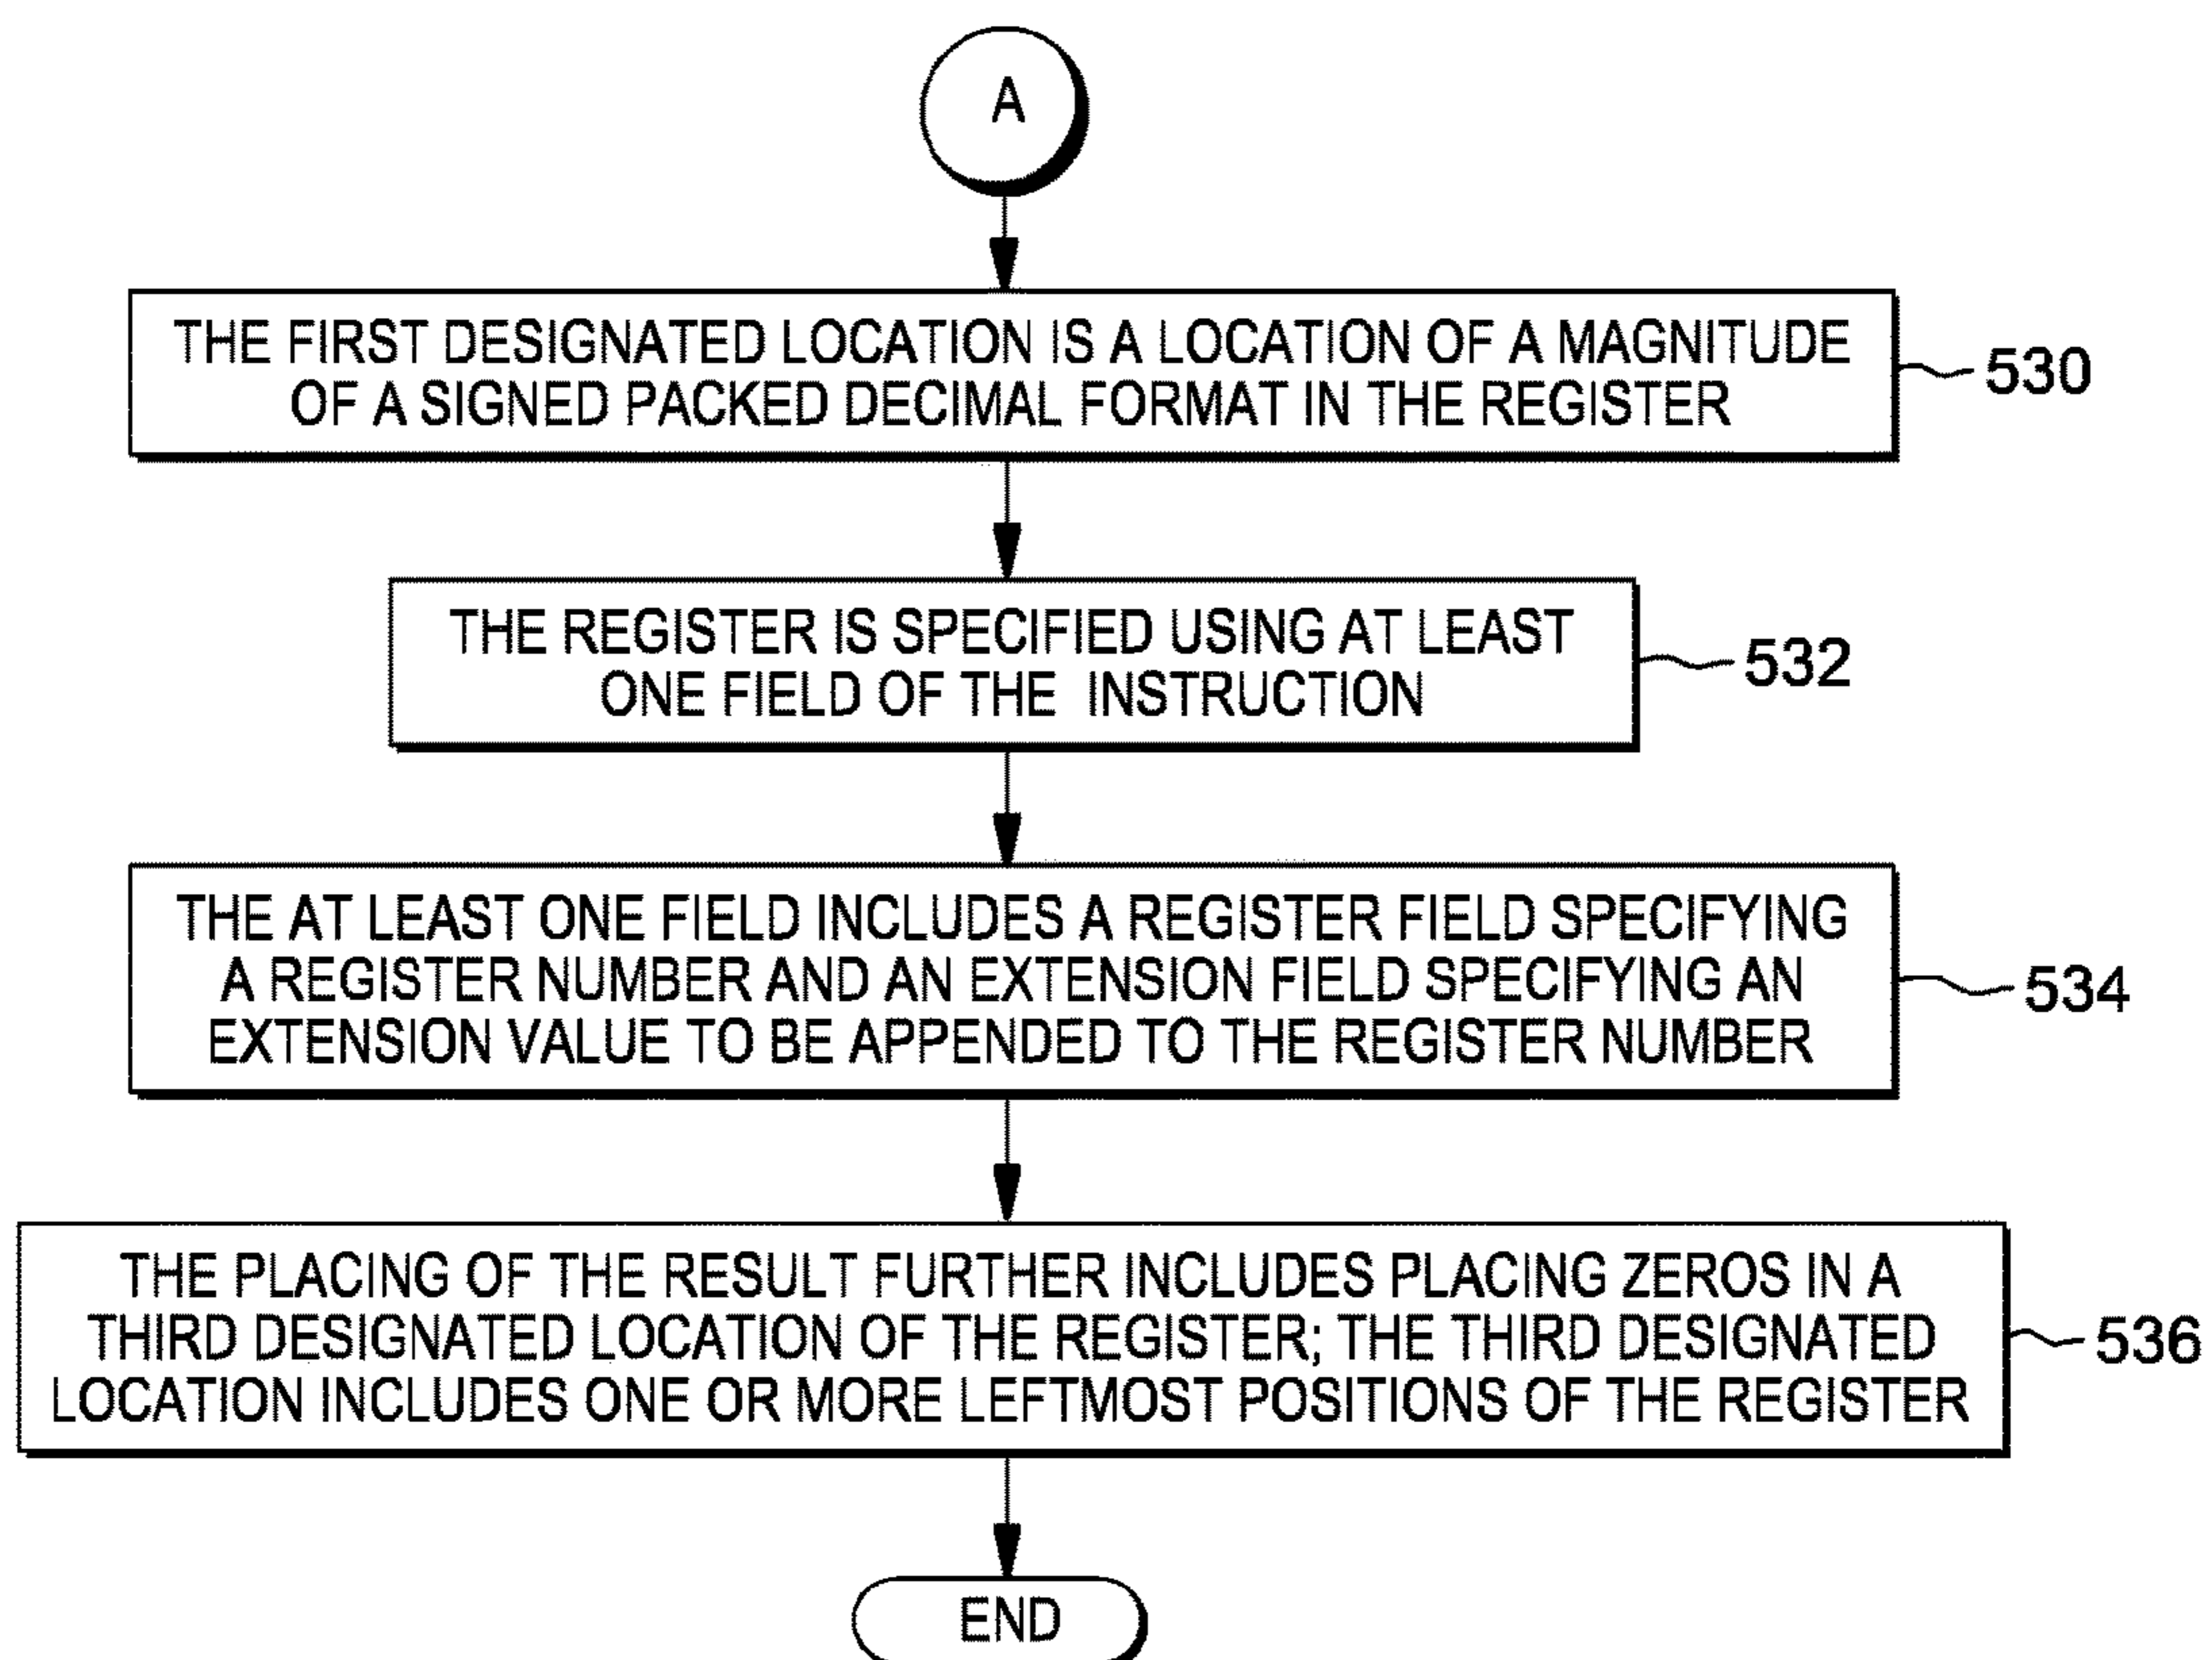 A
THE FIRST DESIGNATED LOCATION IS A LOCATION OF A MAGNITUDE
OF A SIGNED PACKED DECIMAL FORMAT IN THE REGISTER
530
THE REGISTER IS SPECIFIED USING AT LEAST
ONE FIELD OF THE INSTRUCTION
532
THE AT LEAST ONE FIELD INCLUDES A REGISTER FIELD SPECIFYING
A REGISTER NUMBER AND AN EXTENSION FIELD SPECIFYING AN
EXTENSION VALUE TO BE APPENDED TO THE REGISTER NUMBER
534
THE PLACING OF THE RESULT FURTHER INCLUDES PLACING ZEROS IN A
THIRD DESIGNATED LOCATION OF THE REGISTER; THE THIRD DESIGNATED
LOCATION INCLUDES ONE OR MORE LEFTMOST POSITIONS OF THE REGISTER
536
END